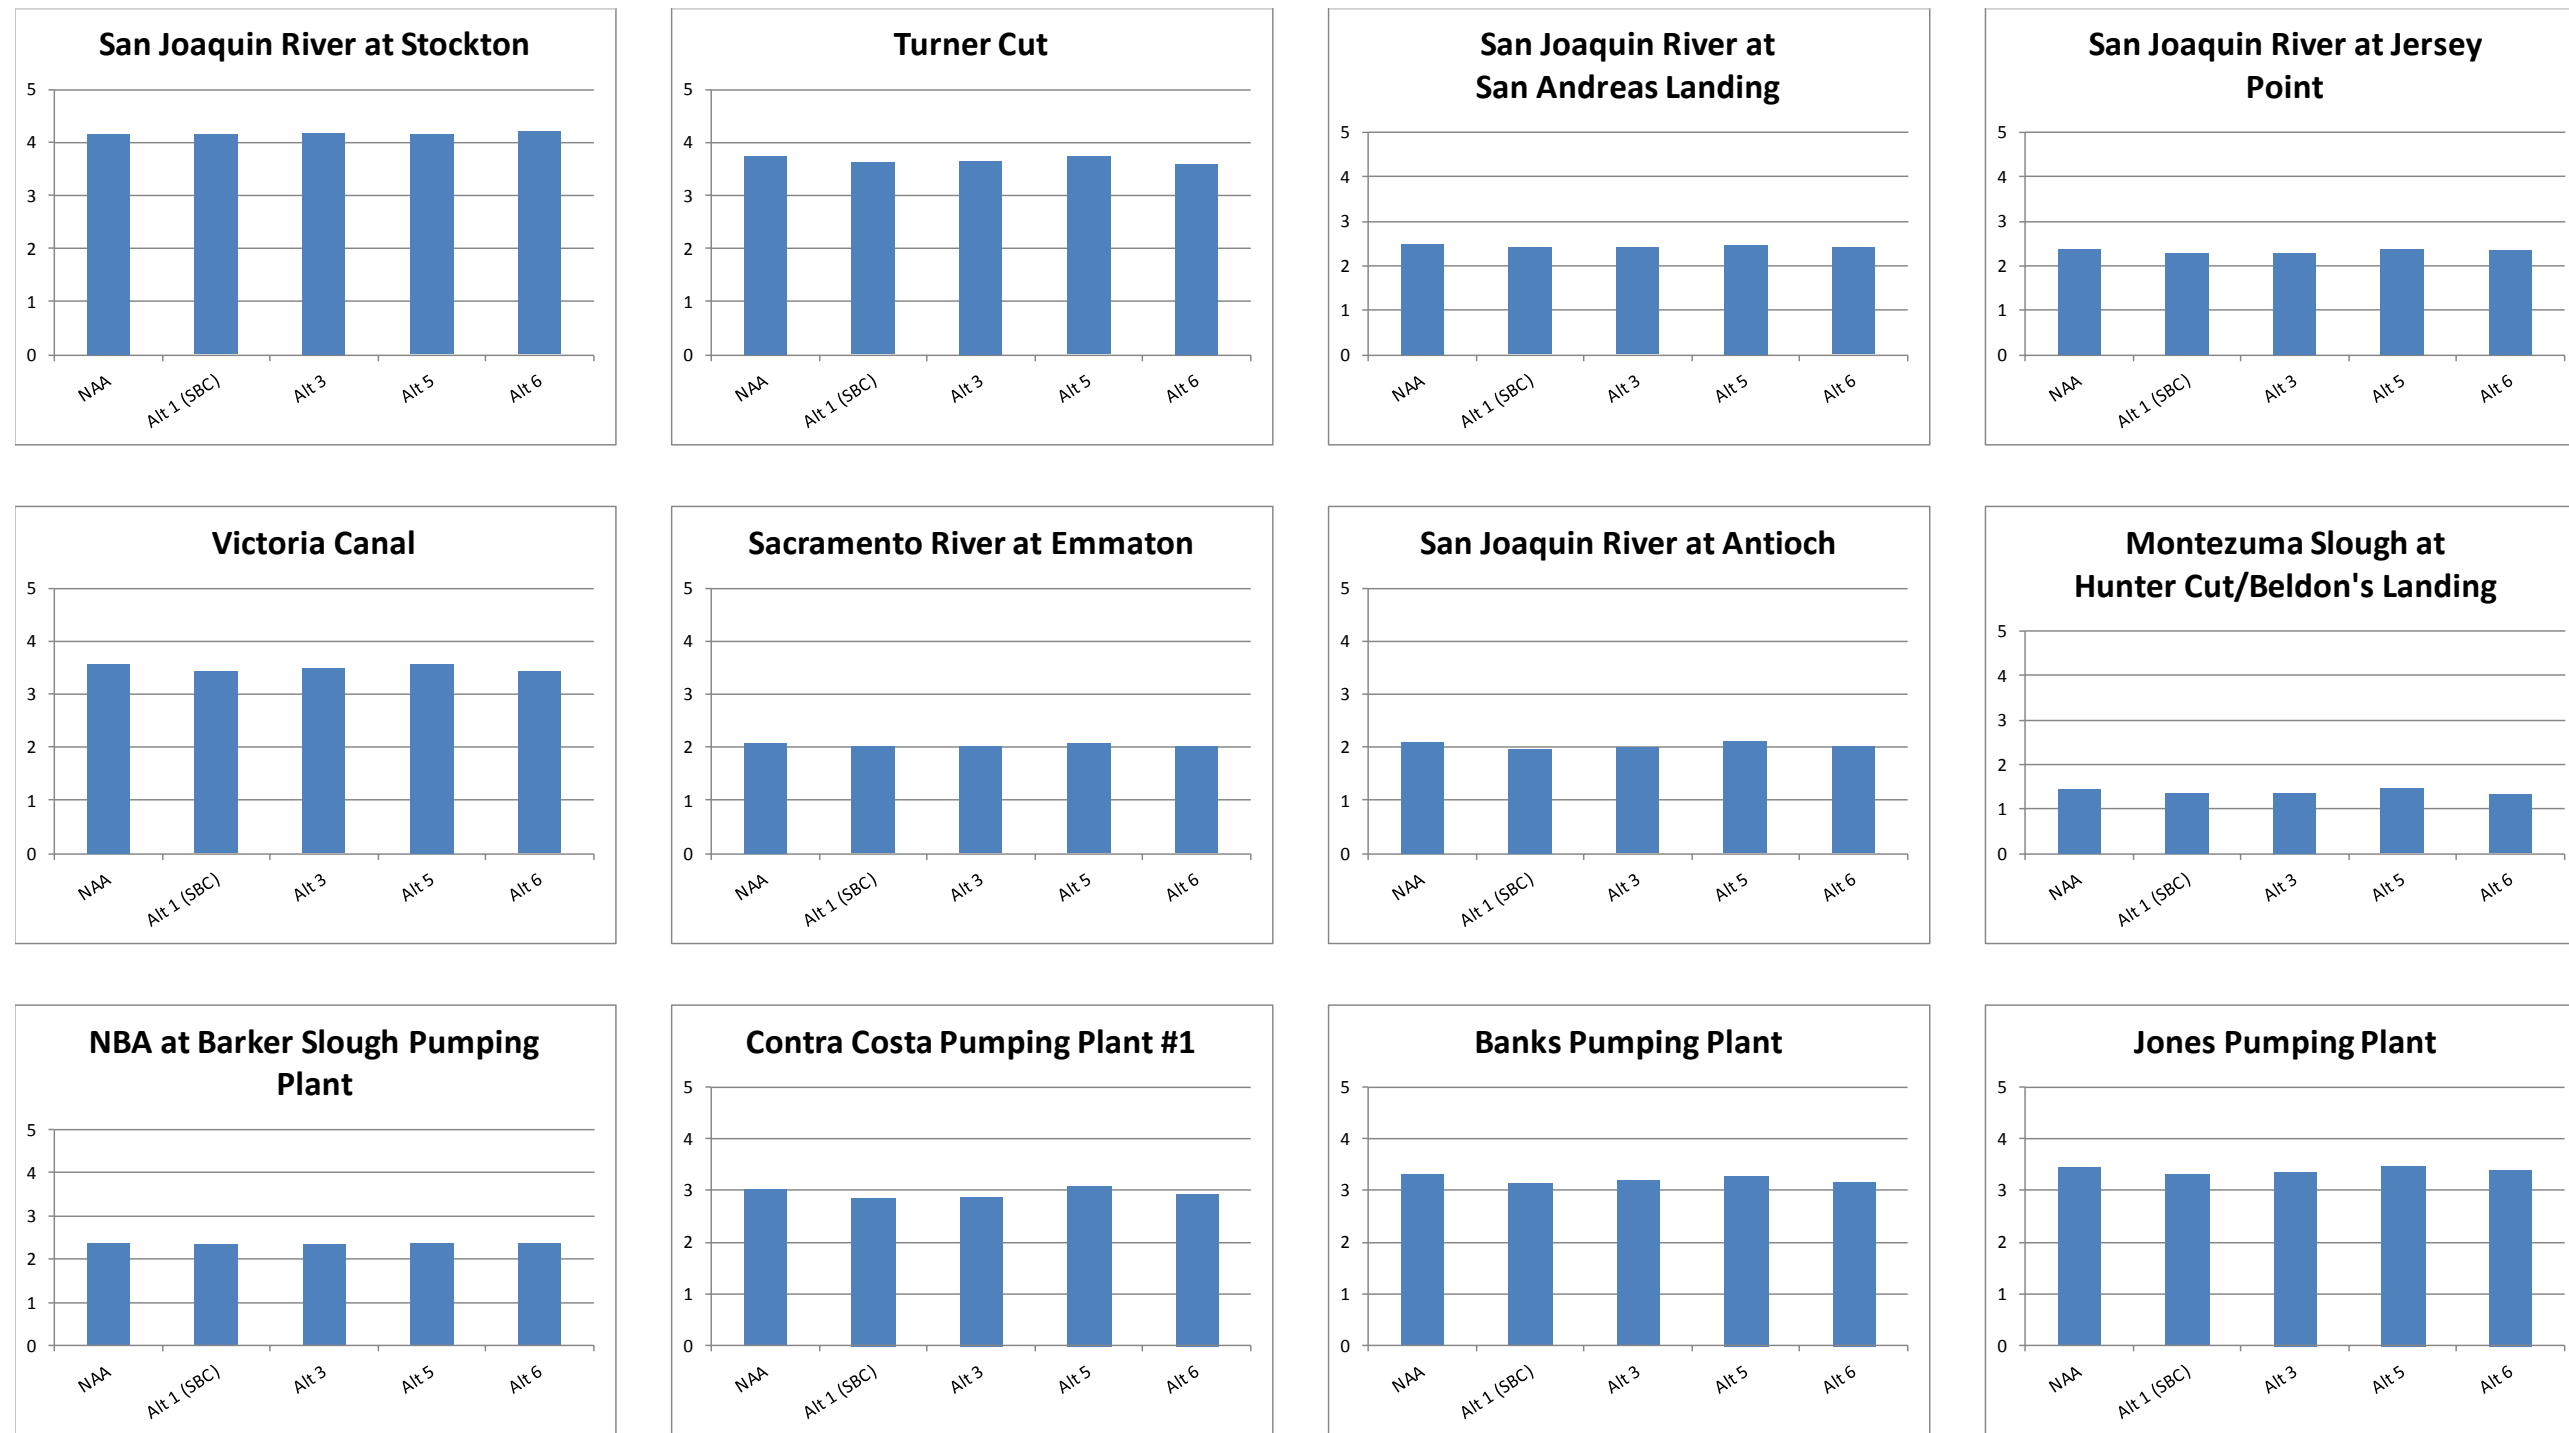 San Joaquin River at Stockton
5
4
3
2
1
0
NAA
Alt 1 (SBC)
Alt 3
Alt 5
Alt 6
Turner Cut
5
4
3
2
1
0
NAA
Alt 1 (SBC)
Alt 3
Alt 5
Alt 6
San Joaquin River at
San Andreas Landing
5
4
3
2
1
0
NAA
Alt 1 (SBC)
Alt 3
Alt 5
Alt 6
San Joaquin River at Jersey
Point
5
4
3
2
1
0
NAA
Alt 1 (SBC)
Alt 3
Alt 5
Alt 6
Victoria Canal
5
4
3
2
1
0
NAA
Alt 1 (SBC)
Alt 3
Alt 5
Alt 6
Sacramento River at Emmaton
5
4
3
2
1
0
NAA
Alt 1 (SBC)
Alt 3
Alt 5
Alt 6
San Joaquin River at Antioch
5
4
3
2
1
0
NAA
Alt 1 (SBC)
Alt 3
Alt 5
Alt 6
Montezuma Slough at
Hunter Cut/Beldon's Landing
5
4
3
2
1
0
NAA
Alt 1 (SBC)
Alt 3
Alt 5
Alt 6
NBA at Barker Slough Pumping
Plant
5
4
3
2
1
0
NAA
Alt 1 (SBC)
Alt 3
Alt 5
Alt 6
Contra Costa Pumping Plant #1
5
4
3
2
1
0
NAA
Alt 1 (SBC)
Alt 3
Alt 5
Alt 6
Banks Pumping Plant
5
4
3
2
1
0
NAA
Alt 1 (SBC)
Alt 3
Alt 5
Alt 6
Jones Pumping Plant
5
4
3
2
1
0
NAA
Alt 1 (SBC)
Alt 3
Alt 5
Alt 6